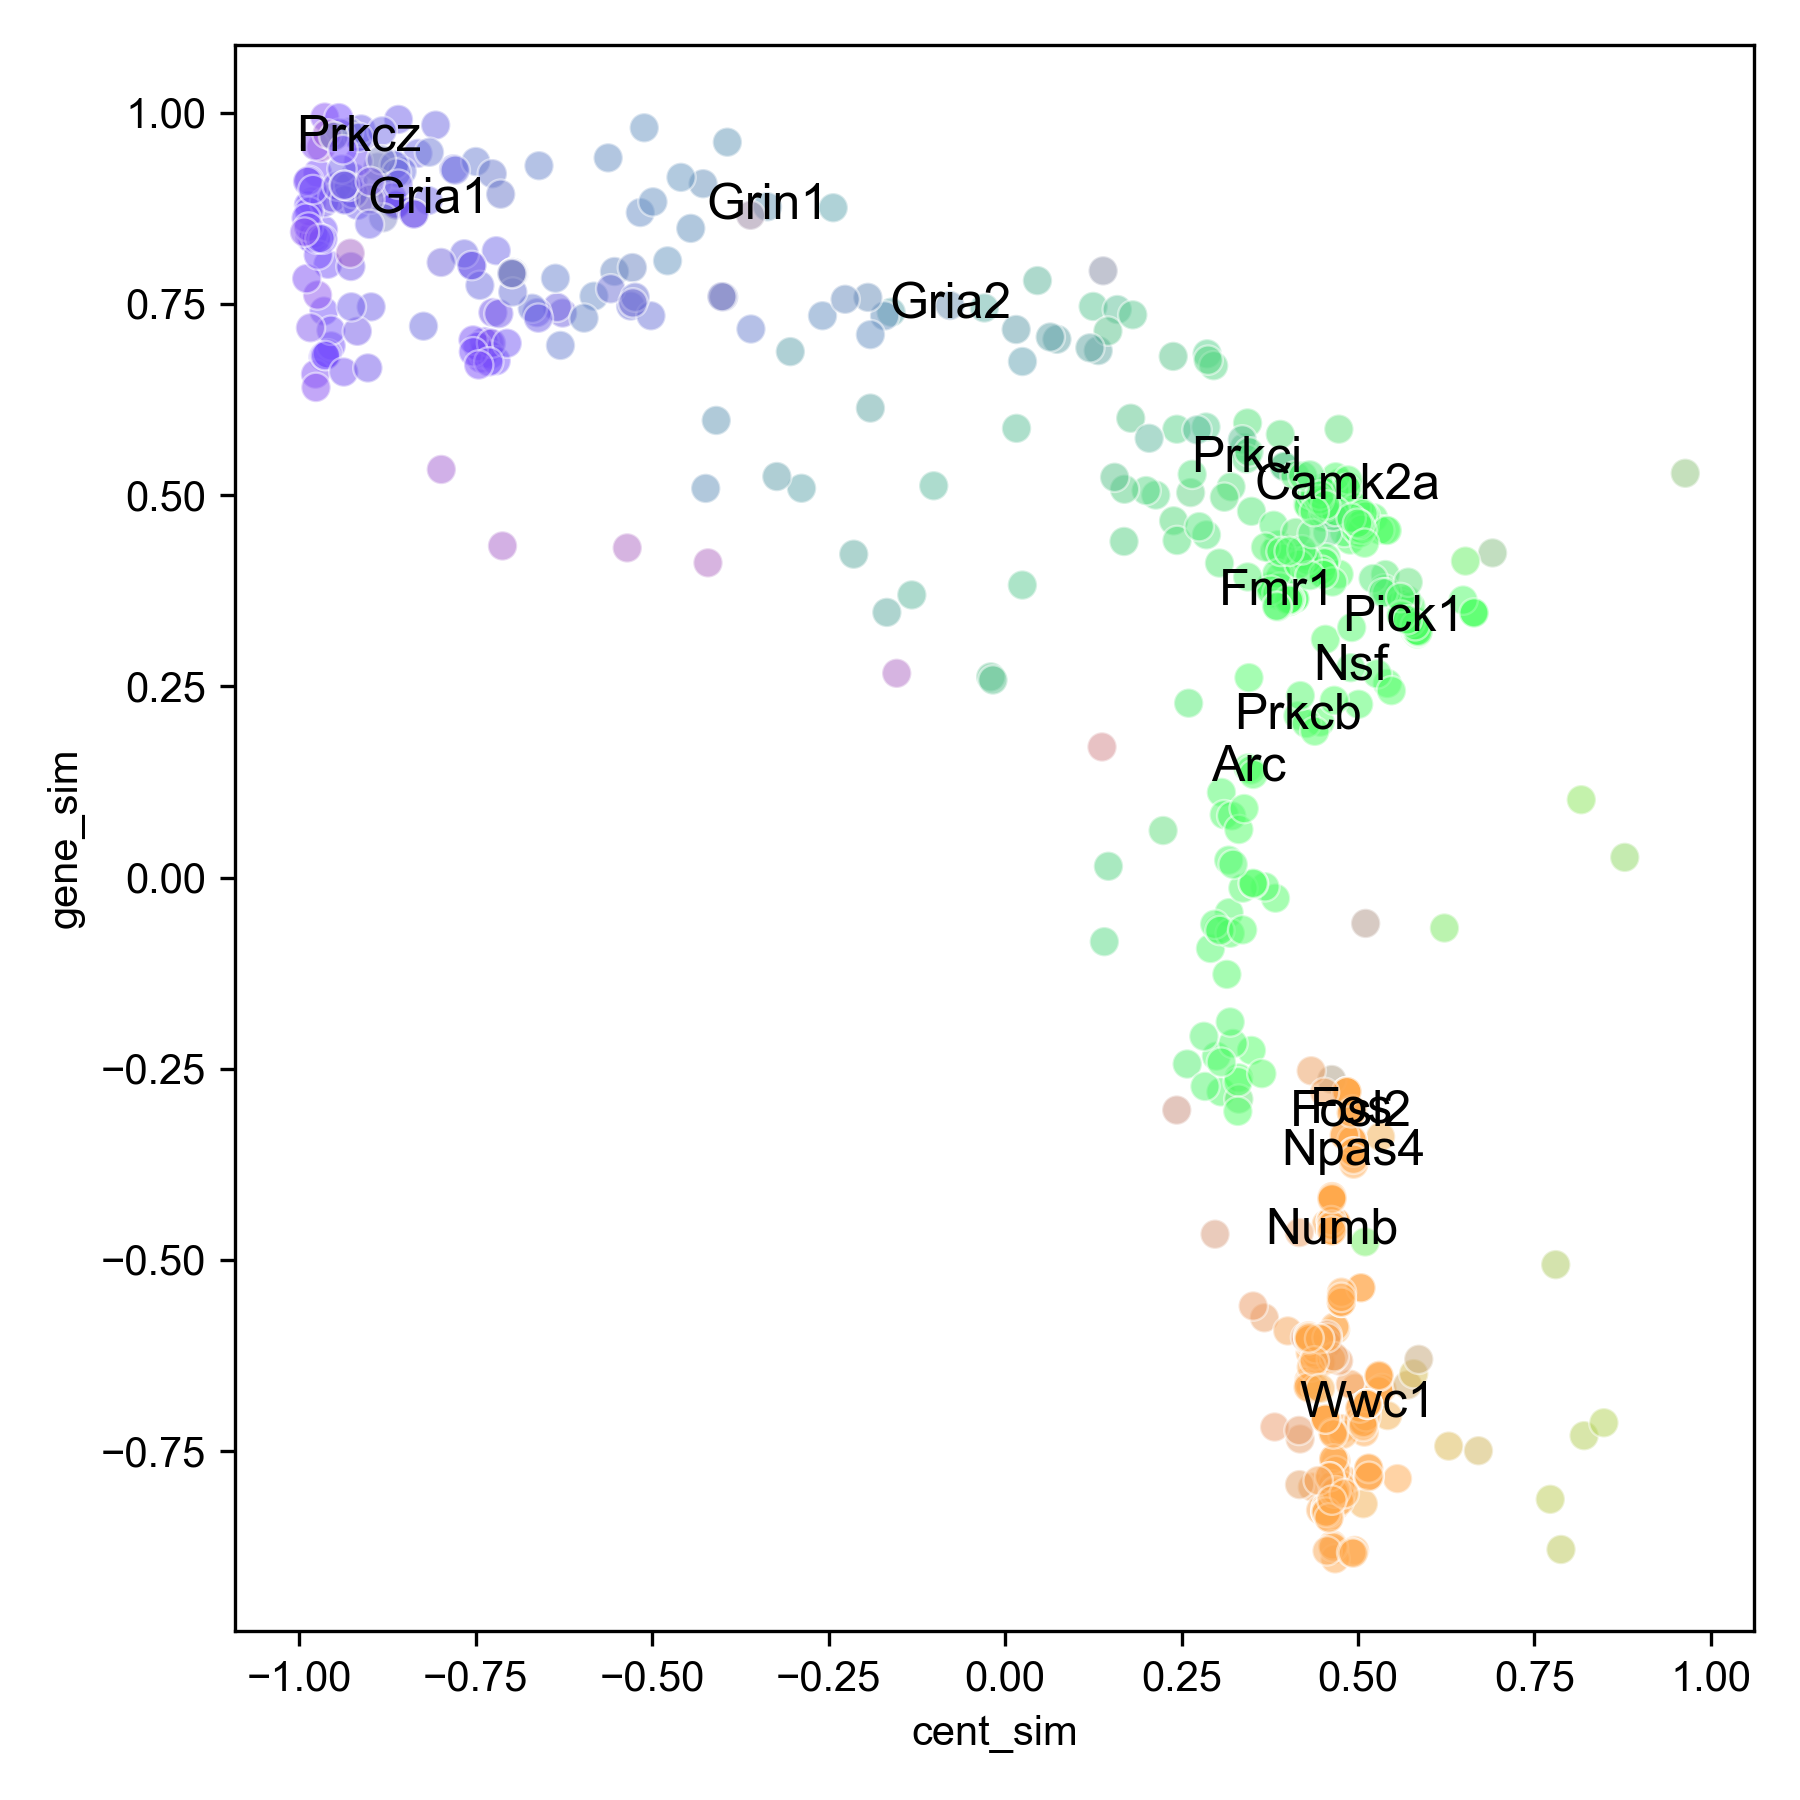 1.00
0.75
0.50
0.25
0.00
−0.25
−0.50
−0.75
gene_sim
Prkcz
Gria1
Grin1
Gria2
Prkci
Camk2a
Fmr1
Pick1
Nsf
Prkcb
Arc
Fos
Fosl2
Npas4
Numb
Wwc1
−1.00
−0.75
−0.50
−0.25
0.00
0.25
0.50
0.75
1.00
cent_sim